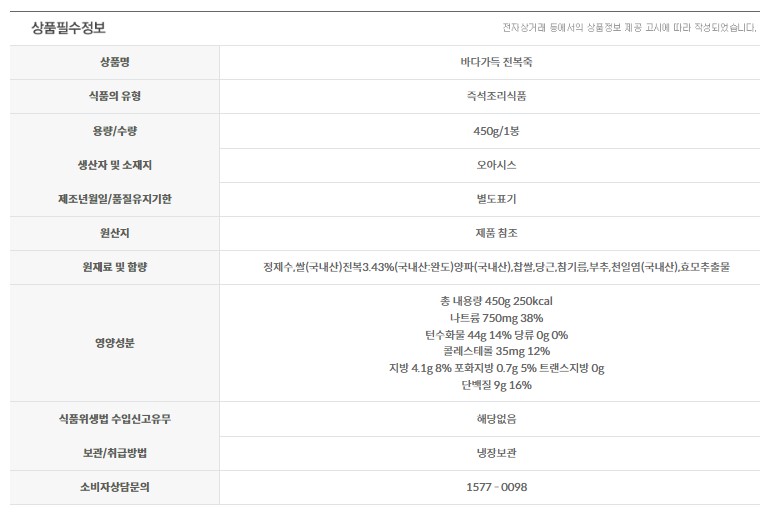 상품필수정보
전자상거래 등에서의 상품정보 제공 고시에 따라 작성되었습니다.
상품명
바다가득 전복죽
식품의 유형
즉석조리식품
용량/수량
450g/1봉
생산자 및 소재지
오아시스
제조년월일/품질유지기한
별도표기
원산지
제품 참조
원재료 및 함량
정제수,쌀(국내산)전복3.43%(국내산:완도)양파(국내산),찹쌀,당근,참기름,부추,천일염(국내산),효모추출물
영양성분
총 내용량 450g 250kcal
나트륨 750mg 38%
턴수화물 44g 14% 당류 0g 0%
콜레스테롤 35mg 12%
지방 4.1g 8% 포화지방 0.7g 5% 트랜스지방 0g
단백질 9g 16%
식품위생법 수입신고유무
해당없음
보관/취급방법
냉장보관
소비자상담문의
1577 - 0098